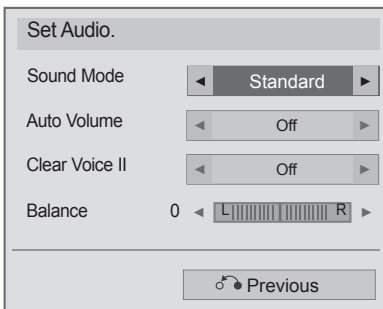 Set Audio.
Sound Mode ◄ Standard ►
Auto Volume ◄ Off ►
Clear Voice II ◄ Off ►
Balance 0 ◄ L R ►
Previous